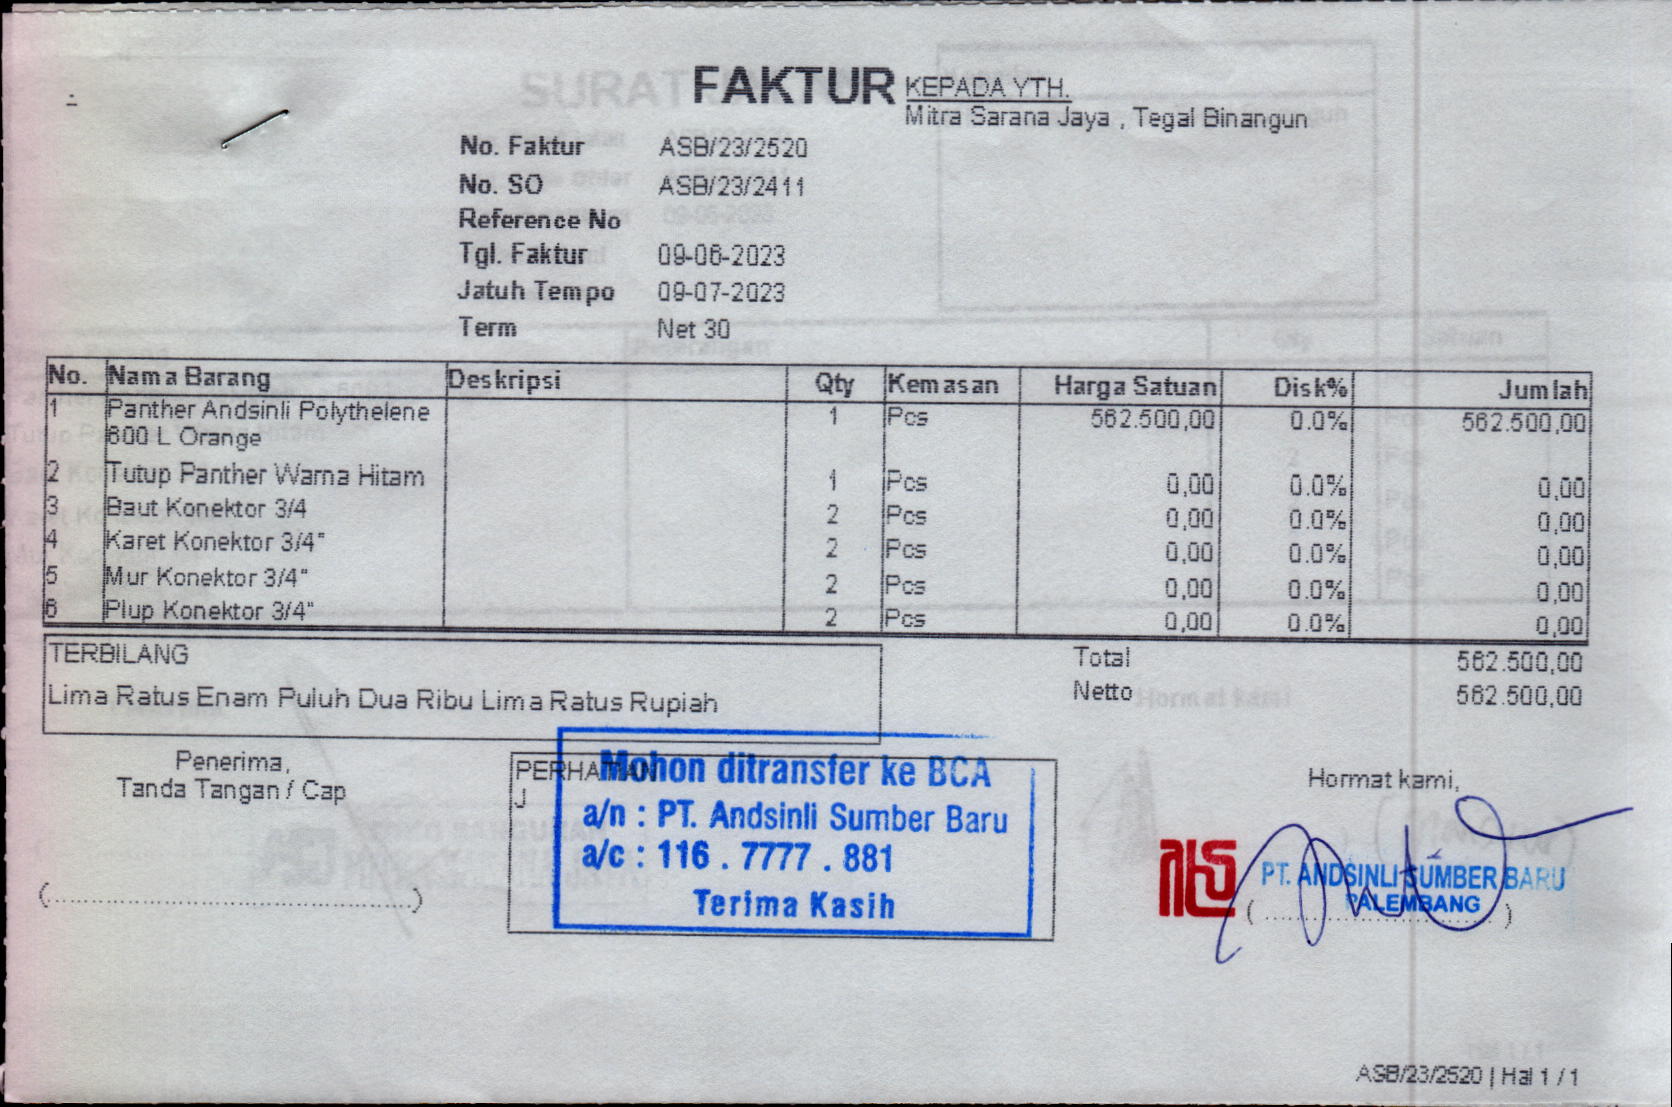 FAKTUR
KEPADA YTH.
Mitra Sarana Jaya , Tegal Binangun
No. Faktur ASB/23/2520
No. SO ASB/23/2411
Reference No
Tgl. Faktur 09-06-2023
Jatuh Tempo 09-07-2023
Term Net 30
No. Nama Barang Deskripsi Qty Kemasan Harga Satuan Disk% Jumlah
1 Panther Andsinli Polythelene 1 Pcs 562.500,00 0.0% 562.500,00
600 L Orange
2 Tutup Panther Warna Hitam 1 Pcs 0,00 0.0% 0,00
3 Baut Konektor 3/4 2 Pcs 0,00 0.0% 0,00
4 Karet Konektor 3/4" 2 Pcs 0,00 0.0% 0,00
5 Mur Konektor 3/4" 2 Pcs 0,00 0.0% 0,00
6 Plup Konektor 3/4" 2 Pcs 0,00 0.0% 0,00
TERBILANG
Lima Ratus Enam Puluh Dua Ribu Lima Ratus Rupiah
Total 562.500,00
Netto 562.500,00
Penerima,
Tanda Tangan / Cap
(........................................)
PERHATIAN
J
Mohon ditransfer ke BCA
a/n : PT. Andsinli Sumber Baru
a/c : 116 . 7777 . 881
Terima Kasih
Hormat kami,
PT. ANDSINLI SUMBER BARU
PALEMBANG
(............................)
ASB/23/2520 | Hal 1 / 1